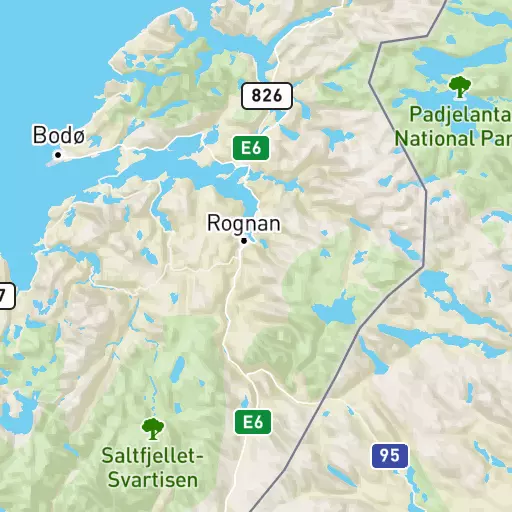 826
Padjelanta
National Par
Bodø
E6
Rognan
7
E6
Saltfjellet-
Svartisen
95